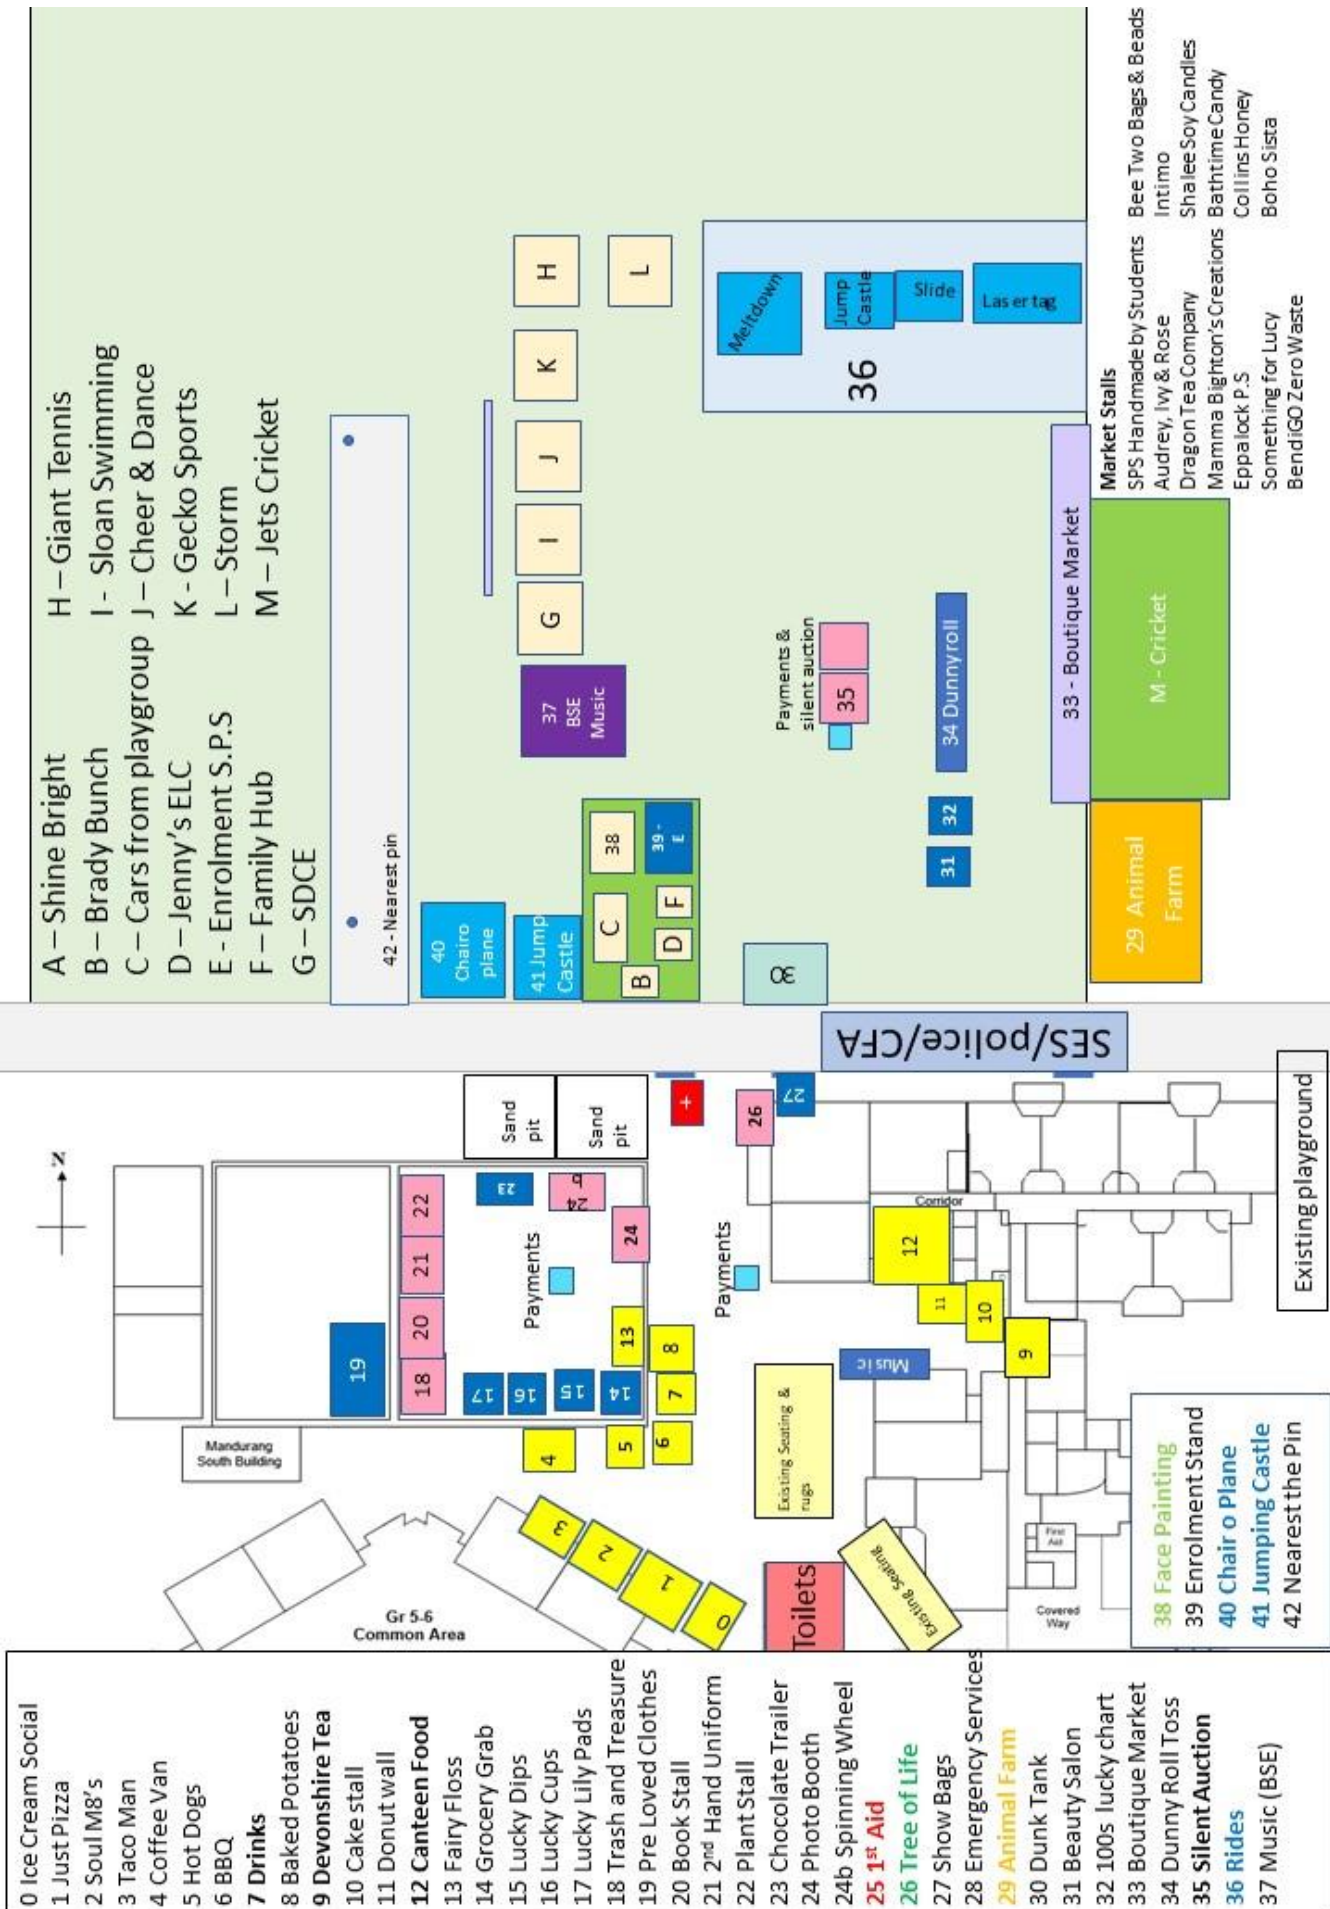 0 Ice Cream Social
1 Just Pizza
2 Soul M8's
3 Taco Man
4 Coffee Van
5 Hot Dogs
6 BBQ
7 Drinks
8 Baked Potatoes
9 Devonshire Tea
10 Cake stall
11 Donut wall
12 Canteen Food
13 Fairy Floss
14 Grocery Grab
15 Lucky Dips
16 Lucky Cups
17 Lucky Lily Pads
18 Trash and Treasure
19 Pre Loved Clothes
20 Book Stall
21 2nd Hand Uniform
22 Plant Stall
23 Chocolate Trailer
24 Photo Booth
24b Spinning Wheel
25 1st Aid
26 Tree of Life
27 Show Bags
28 Emergency Services
29 Animal Farm
30 Dunk Tank
31 Beauty Salon
32 100s lucky chart
33 Boutique Market
34 Dunny Roll Toss
35 Silent Auction
36 Rides
37 Music (BSE)
38 Face Painting
39 Enrolment Stand
40 Chair o Plane
41 Jumping Castle
42 Nearest the Pin
Gr 5-6
Common Area
Mandurang
South Building
0
1
2
3
4
5
6
7
8
13
14
15
16
17
18
19
20
21
22
23
24
24 b
Payments
Sand
pit
Sand
pit
N
+
26
27
Payments
Existing Seating &
rugs
Music
Toilets
Existing Seating
9
10
11
12
Corridor
First
Aid
Covered
Way
Existing playground
SES/police/CFA
A – Shine Bright
B – Brady Bunch
C – Cars from playgroup
D – Jenny's ELC
E - Enrolment S.P.S
F – Family Hub
G – SDCE
H – Giant Tennis
I - Sloan Swimming
J – Cheer & Dance
K - Gecko Sports
L – Storm
M – Jets Cricket
42 - Nearest pin
40
Chairo
plane
41 Jump
Castle
B
C
D
F
38
39 -
E
37
BSE
Music
G
I
J
K
H
L
30
31
32
34 Dunnyroll
Payments &
silent auction
35
36
Meltdown
Jump
Castle
Slide
Laser tag
33 - Boutique Market
29 Animal
Farm
M - Cricket
Market Stalls
SPS Handmade by Students
Audrey, Ivy & Rose
Dragon Tea Company
Mamma Bighton's Creations
Eppalock P.S
Something for Lucy
BendiGO Zero Waste
Bee Two Bags & Beads
Intimo
Shalee Soy Candles
Bathtime Candy
Collins Honey
Boho Sista